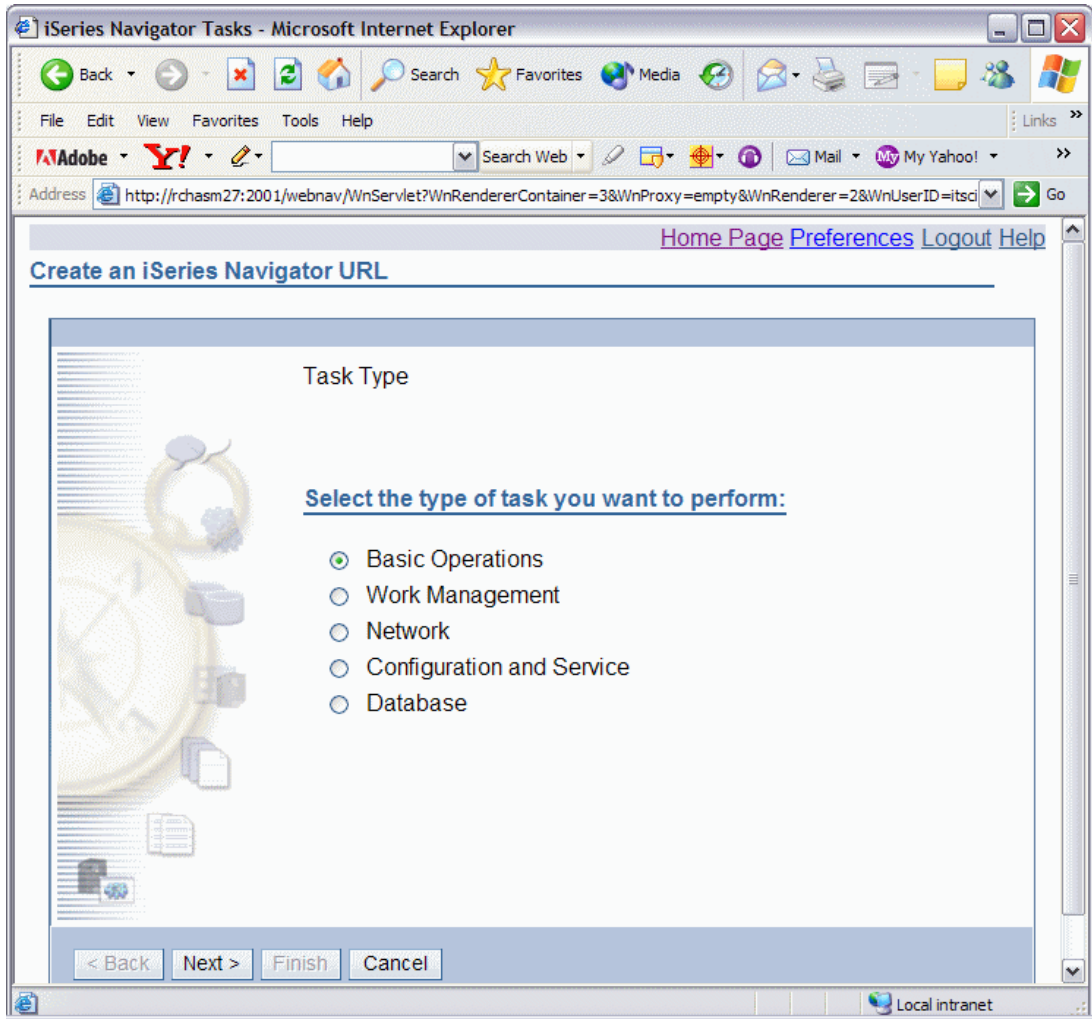 iSeries Navigator Tasks - Microsoft Internet Explorer
Back Search Favorites Media
File Edit View Favorites Tools Help Links »
Adobe Y! Search Web Mail My My Yahoo! »
Address http://rchasm27:2001/webnav/WnServlet?WnRendererContainer=3&WnProxy=empty&WnRenderer=2&WnUserID=itsci Go
Home Page Preferences Logout Help
Create an iSeries Navigator URL
Task Type
Select the type of task you want to perform:
Basic Operations
Work Management
Network
Configuration and Service
Database
< Back Next > Finish Cancel
Local intranet